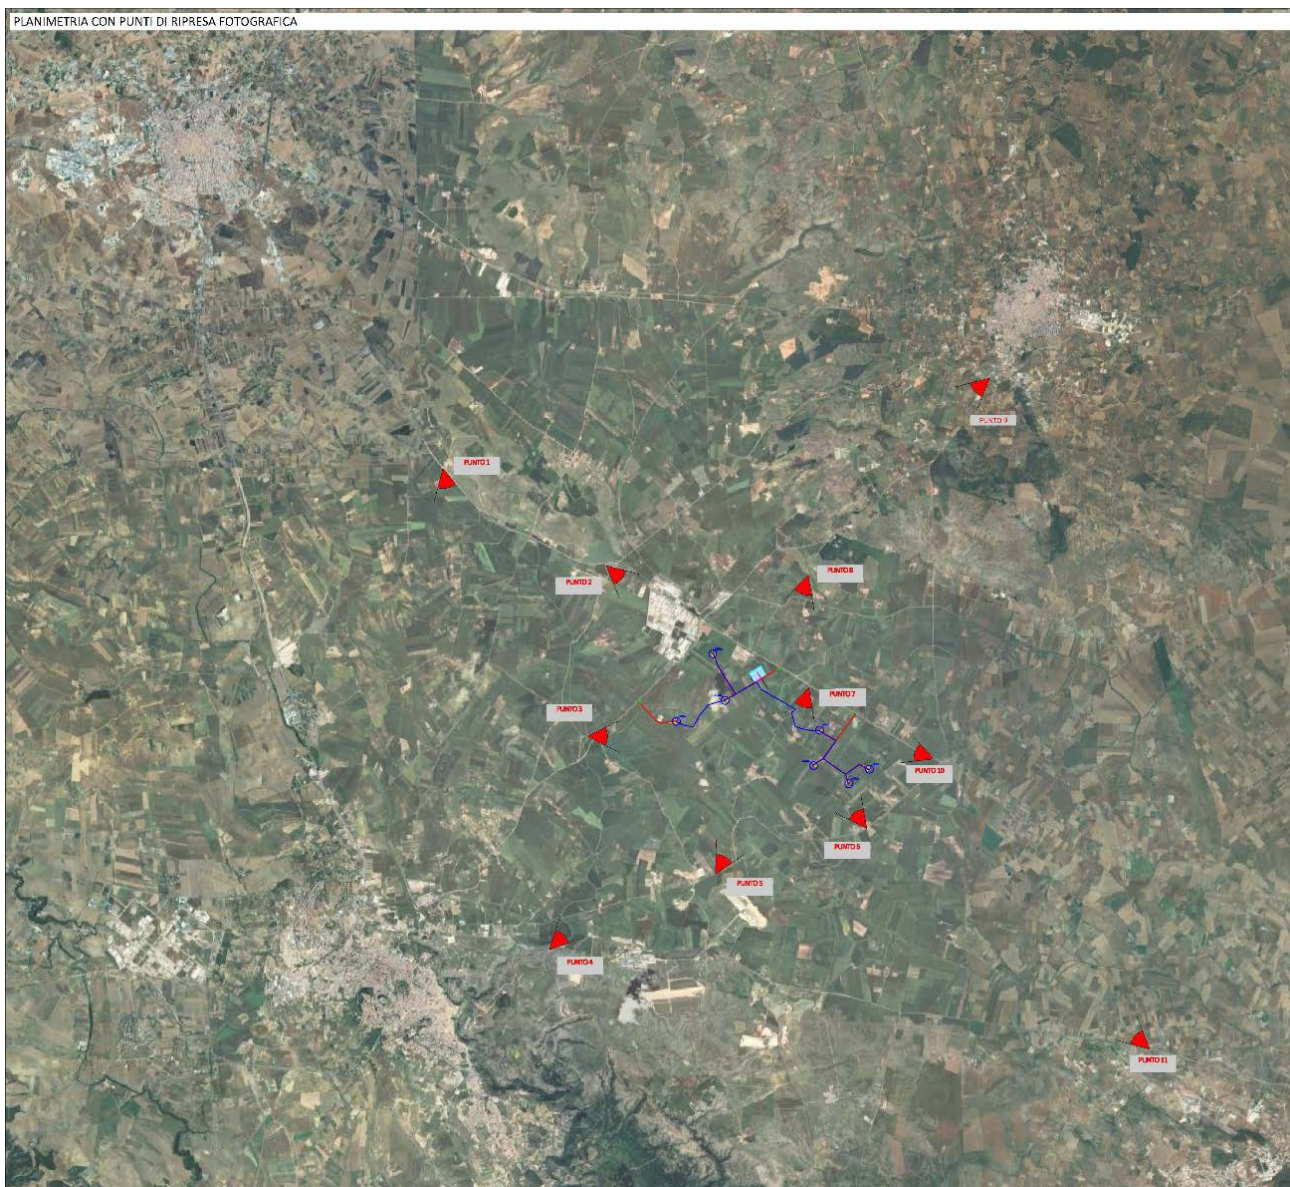 PLANIMETRIA CON PUNTI DI RIPRESA FOTOGRAFICA
PUNTO 9
PUNTO 1
PUNTO 2
PUNTO 8
PUNTO 7
PUNTO 3
PUNTO 10
PUNTO 6
PUNTO 5
PUNTO 4
PUNTO 11